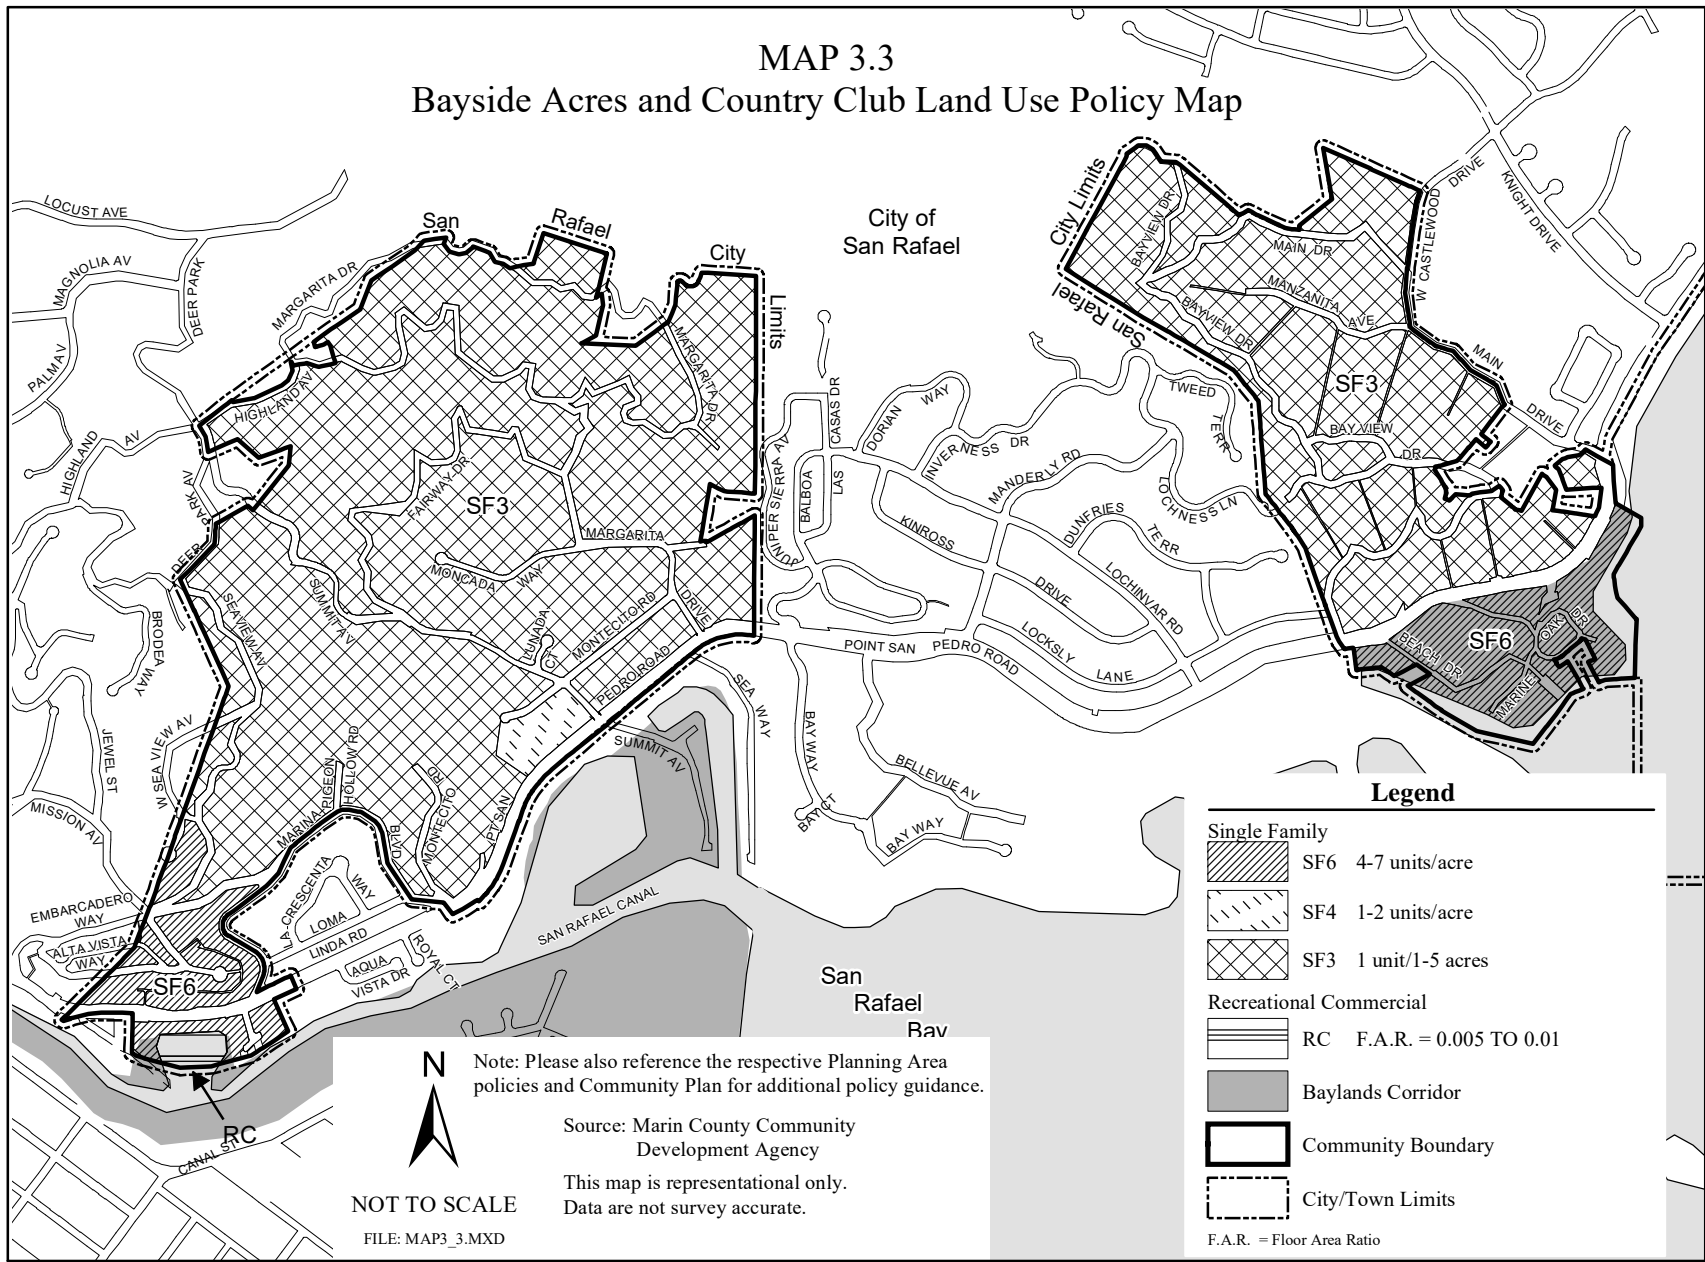 MAP 3.3
Bayside Acres and Country Club Land Use Policy Map
LOCUST AVE
MAGNOLIA AV
DEER PARK
PALM AV
MARGARITA DR
San
Rafael
City
Limits
City of
San Rafael
City Limits
San Rafael
BAYVIEW DR
MAIN DR
W CASTLEWOOD
DRIVE
KNIGHT DRIVE
MANZANITA
AVE
BAYVIEW DR
MAIN
DRIVE
SF3
BAY VIEW
DR
HIGHLAND AV
HIGHLAND
AV
MARGARITA DR
CASAS DR
LAS
DORIAN
WAY
INVERNESS DR
MANDERLY RD
TWEED
TERR
LOCHNESS LN
JUNIPER SIERRA AV
JUNIP
BALBOA
KINROSS
DRIVE
DUNFRIES
TERR
LOCHINVAR RD
LOCKSLY
LANE
POINT SAN
PEDRO ROAD
PARK AV
DEER
FAIRWAY DR
SF3
MARGARITA
DRIVE
MONCADA
WAY
SUMMIT AV
SEAVIEW AV
LUNADA
CT
MONTECITO RD
PEDRO ROAD
BRODEA
WAY
JEWEL ST
W SEA VIEW AV
MISSION AV
PIGEON
HOLLOW RD
MARINA
BLVD
MONTECITO
RD
PT SAN
SUMMIT AV
SEA
WAY
BAY WAY
BAY CT
BELLEVUE AV
BAY WAY
SF6
BEACH DR
OAK
DR
MARINE
EMBARCADERO
WAY
ALTA VISTA
WAY
SF6
LA CRESCENTA
WAY
LOMA
LINDA RD
AQUA
VISTA DR
ROYAL CT
SAN RAFAEL CANAL
San
Rafael
Bay
RC
CANAL ST
N
NOT TO SCALE
FILE: MAP3_3.MXD
Note: Please also reference the respective Planning Area
policies and Community Plan for additional policy guidance.
Source: Marin County Community
Development Agency
This map is representational only.
Data are not survey accurate.
Legend
Single Family
SF6 4-7 units/acre
SF4 1-2 units/acre
SF3 1 unit/1-5 acres
Recreational Commercial
RC F.A.R. = 0.005 TO 0.01
Baylands Corridor
Community Boundary
City/Town Limits
F.A.R. = Floor Area Ratio